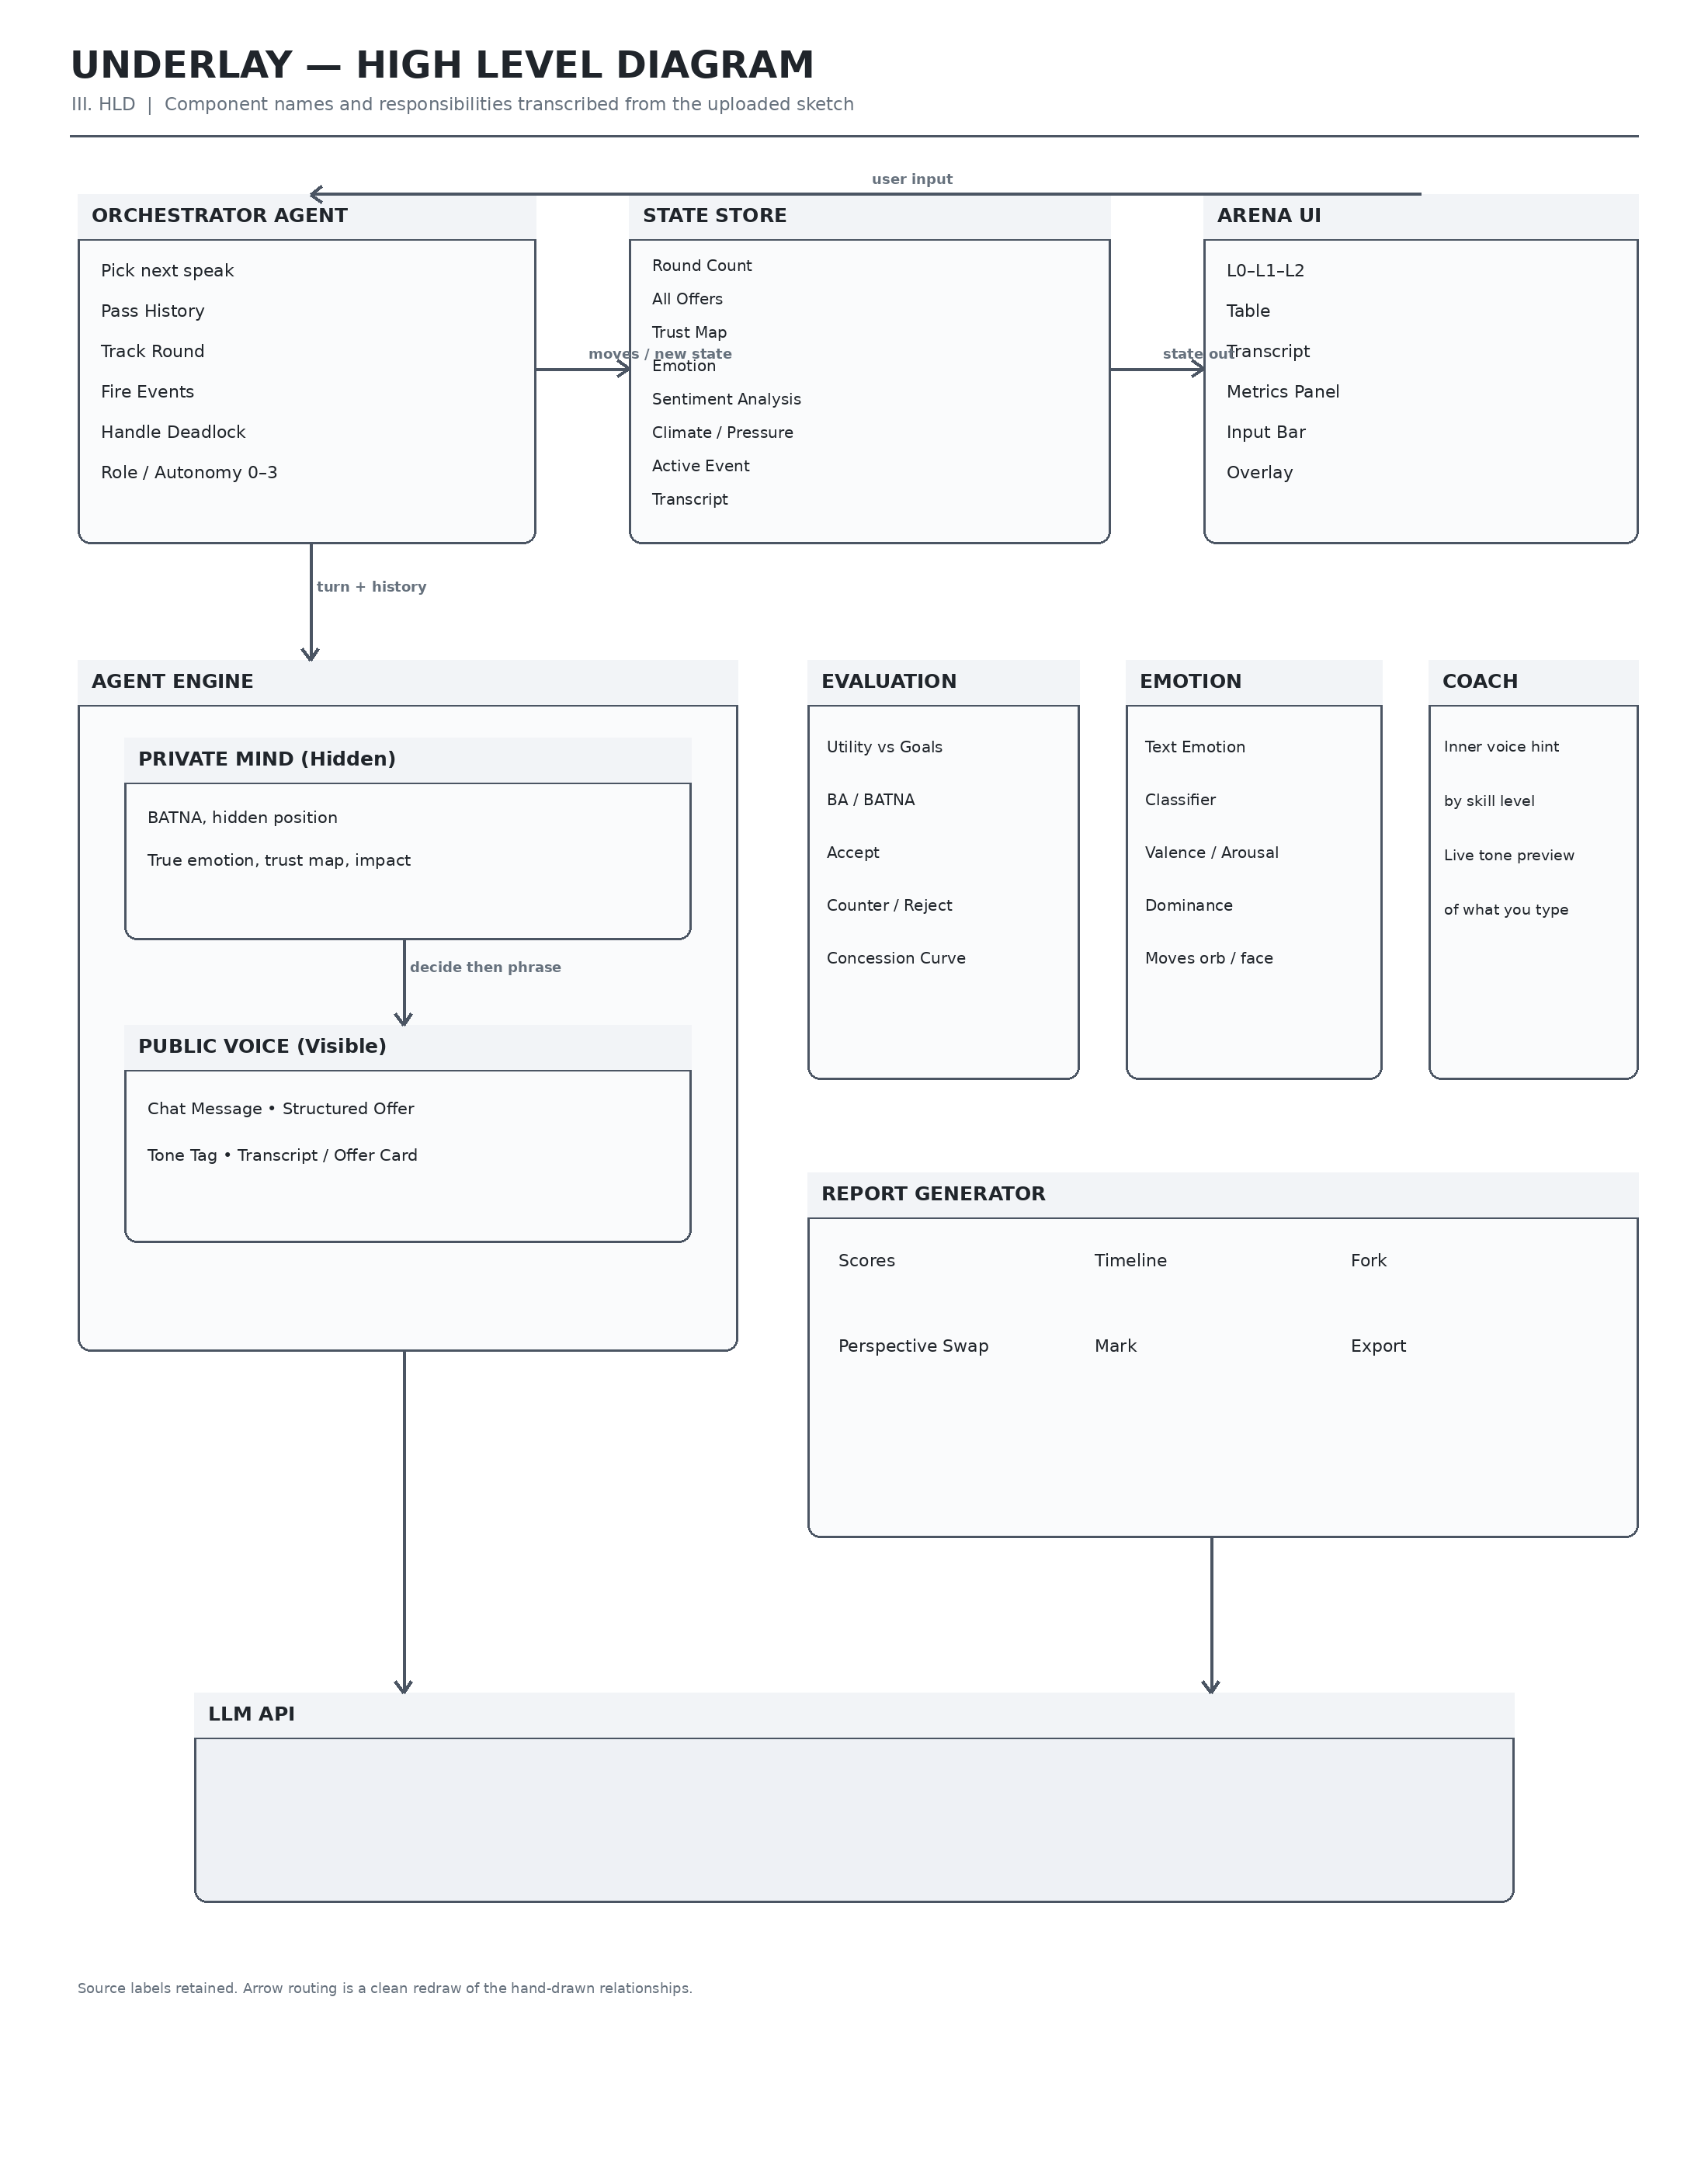 UNDERLAY — HIGH LEVEL DIAGRAM
III. HLD | Component names and responsibilities transcribed from the uploaded sketch
user input
ORCHESTRATOR AGENT
Pick next speak
Pass History
Track Round
Fire Events
Handle Deadlock
Role / Autonomy 0–3
moves / new state
STATE STORE
Round Count
All Offers
Trust Map
Emotion
Sentiment Analysis
Climate / Pressure
Active Event
Transcript
state out
ARENA UI
L0–L1–L2
Table
Transcript
Metrics Panel
Input Bar
Overlay
turn + history
AGENT ENGINE
PRIVATE MIND (Hidden)
BATNA, hidden position
True emotion, trust map, impact
decide then phrase
PUBLIC VOICE (Visible)
Chat Message • Structured Offer
Tone Tag • Transcript / Offer Card
EVALUATION
Utility vs Goals
BA / BATNA
Accept
Counter / Reject
Concession Curve
EMOTION
Text Emotion
Classifier
Valence / Arousal
Dominance
Moves orb / face
COACH
Inner voice hint
by skill level
Live tone preview
of what you type
REPORT GENERATOR
Scores Timeline Fork
Perspective Swap Mark Export
LLM API
Source labels retained. Arrow routing is a clean redraw of the hand-drawn relationships.